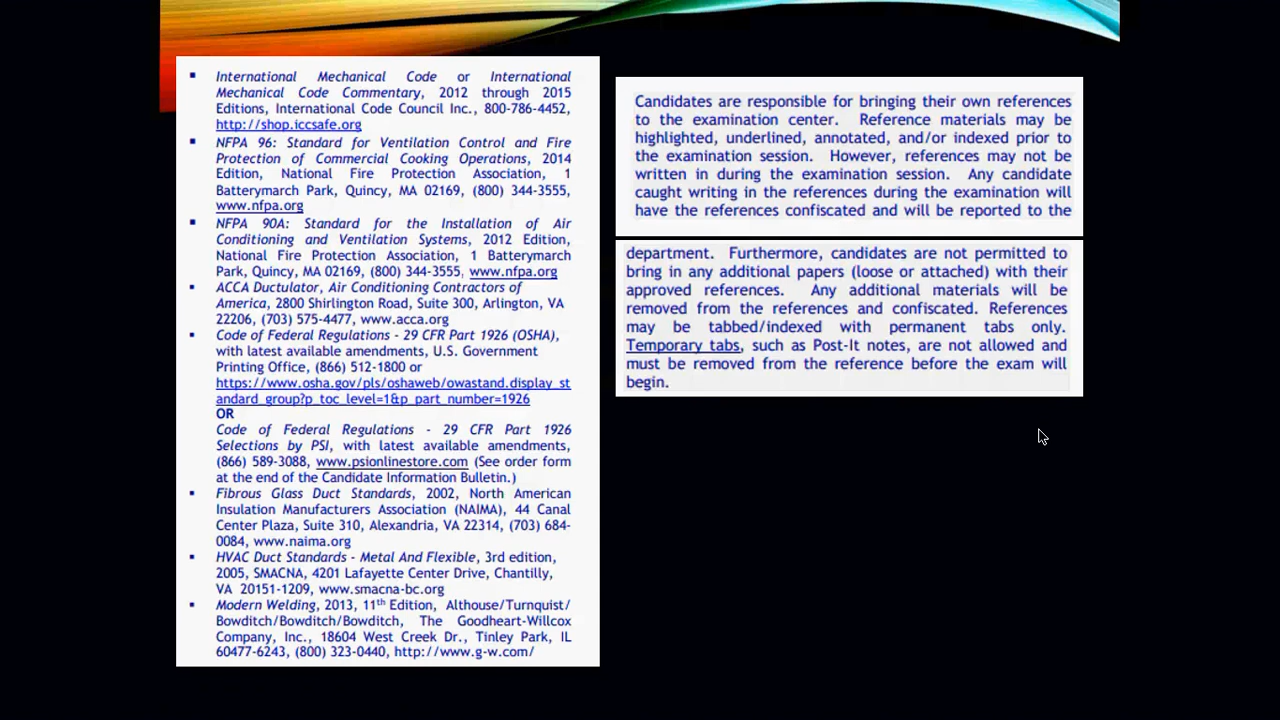 ▪ International Mechanical Code or International
Mechanical Code Commentary, 2012 through 2015
Editions, International Code Council Inc., 800-786-4452,
http://shop.iccsafe.org
▪ NFPA 96: Standard for Ventilation Control and Fire
Protection of Commercial Cooking Operations, 2014
Edition, National Fire Protection Association, 1
Batterymarch Park, Quincy, MA 02169, (800) 344-3555,
www.nfpa.org
▪ NFPA 90A: Standard for the Installation of Air
Conditioning and Ventilation Systems, 2012 Edition,
National Fire Protection Association, 1 Batterymarch
Park, Quincy, MA 02169, (800) 344-3555, www.nfpa.org
▪ ACCA Ductulator, Air Conditioning Contractors of
America, 2800 Shirlington Road, Suite 300, Arlington, VA
22206, (703) 575-4477, www.acca.org
▪ Code of Federal Regulations - 29 CFR Part 1926 (OSHA),
with latest available amendments, U.S. Government
Printing Office, (866) 512-1800 or
https://www.osha.gov/pls/oshaweb/owastand.display_st
andard_group?p_toc_level=1&p_part_number=1926
OR
Code of Federal Regulations - 29 CFR Part 1926
Selections by PSI, with latest available amendments,
(866) 589-3088, www.psionlinestore.com (See order form
at the end of the Candidate Information Bulletin.)
▪ Fibrous Glass Duct Standards, 2002, North American
Insulation Manufacturers Association (NAIMA), 44 Canal
Center Plaza, Suite 310, Alexandria, VA 22314, (703) 684-
0084, www.naima.org
▪ HVAC Duct Standards - Metal And Flexible, 3rd edition,
2005, SMACNA, 4201 Lafayette Center Drive, Chantilly,
VA 20151-1209, www.smacna-bc.org
▪ Modern Welding, 2013, 11th Edition, Althouse/Turnquist/
Bowditch/Bowditch/Bowditch, The Goodheart-Willcox
Company, Inc., 18604 West Creek Dr., Tinley Park, IL
60477-6243, (800) 323-0440, http://www.g-w.com/
Candidates are responsible for bringing their own references
to the examination center. Reference materials may be
highlighted, underlined, annotated, and/or indexed prior to
the examination session. However, references may not be
written in during the examination session. Any candidate
caught writing in the references during the examination will
have the references confiscated and will be reported to the
department. Furthermore, candidates are not permitted to
bring in any additional papers (loose or attached) with their
approved references. Any additional materials will be
removed from the references and confiscated. References
may be tabbed/indexed with permanent tabs only.
Temporary tabs, such as Post-It notes, are not allowed and
must be removed from the reference before the exam will
begin.